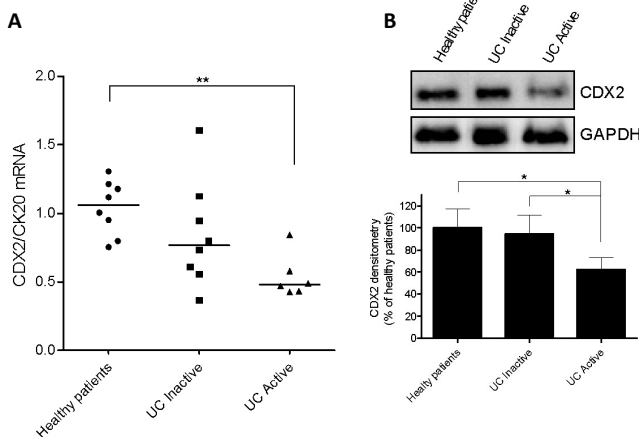 A
CDX2/CK20 mRNA
2.0
1.5
1.0
0.5
0.0
**
Healthy patients
UC Inactive
UC Active
B
Healthy patien
UC Inactive
UC Active
CDX2
GAPDH
CDX2 densitometry
(% of healthy patients)
120
100
80
60
40
20
0
*
*
Healty patients
UC Inactive
UC Active